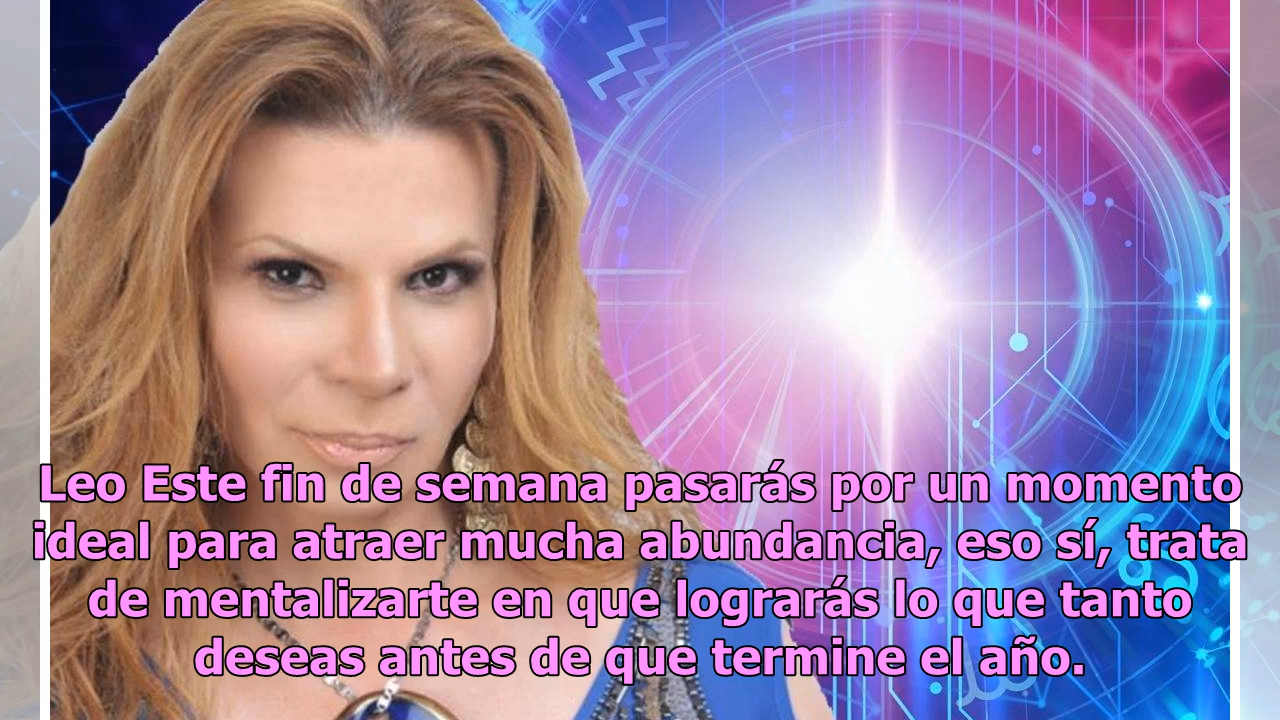 Leo Este fin de semana pasarás por un momento
ideal para atraer mucha abundancia, eso sí, trata
de mentalizarte en que lograrás lo que tanto
deseas antes de que termine el año.